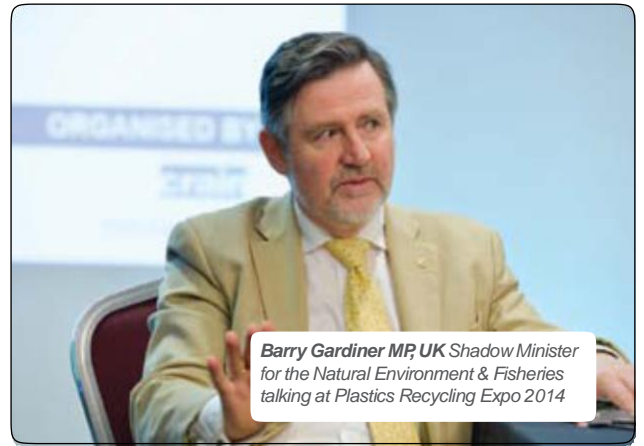 ORGANISED BY
Barry Gardiner MP, UK Shadow Minister
for the Natural Environment & Fisheries
talking at Plastics Recycling Expo 2014